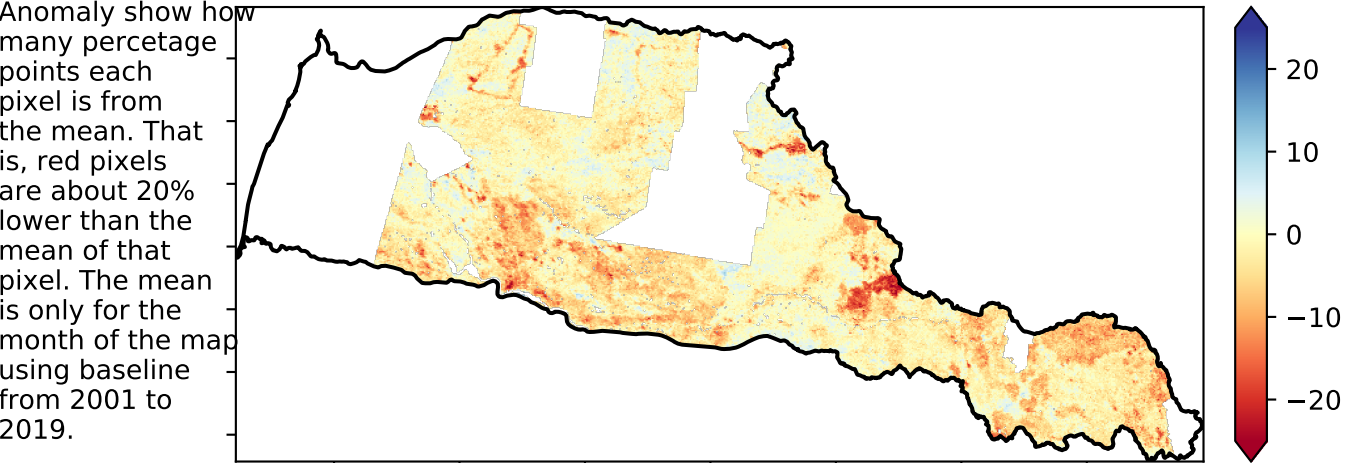 Anomaly show how
many percetage
points each
pixel is from
the mean. That
is, red pixels
are about 20%
lower than the
mean of that
pixel. The mean
is only for the
month of the map
using baseline
from 2001 to
2019.
20
10
0
−10
−20